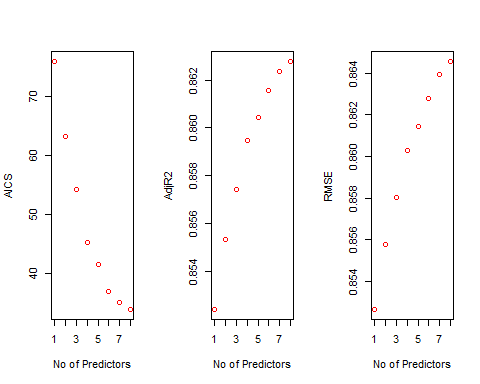 AICS
40 50 60 70
1 3 5 7
No of Predictors
AdjR2
0.854 0.856 0.858 0.860 0.862
1 3 5 7
No of Predictors
RMSE
0.854 0.856 0.858 0.860 0.862 0.864
1 3 5 7
No of Predictors